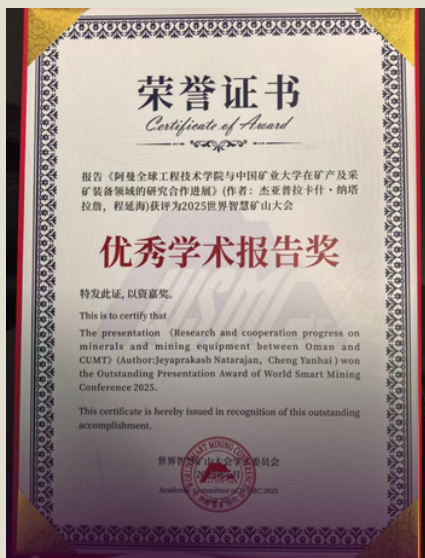 荣誉证书
Certificate of Award
报告《阿曼全球工程技术学院与中国矿业大学在矿产及采
矿装备领域的研究合作进展》(作者：杰亚普拉卡什·纳塔
拉詹，程延海)获评为2025世界智慧矿山大会
优秀学术报告奖
特发此证, 以资嘉奖。
This is to certify that
The presentation 《Research and cooperation progress on
minerals and mining equipment between Oman and
CUMT》(Author:Jeyaprakash Natarajan, Cheng Yanhai ) won
the Outstanding Presentation Award of World Smart Mining
Conference 2025.
This certificate is hereby issued in recognition of this outstanding
accomplishment.
世界智慧矿山大会学术委员会
Academic Committee of WSMC 2025